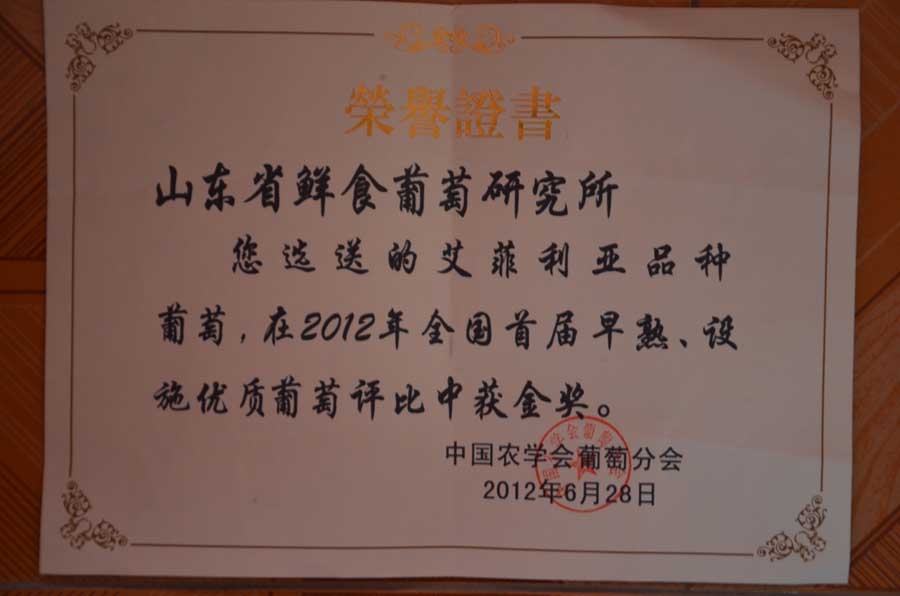 榮譽證書
山东省鲜食葡萄研究所
您选送的艾菲利亚品种
葡萄，在2012年全国首届早熟、设
施优质葡萄评比中获金奖。
中国农学会葡萄分会
2012年6月28日